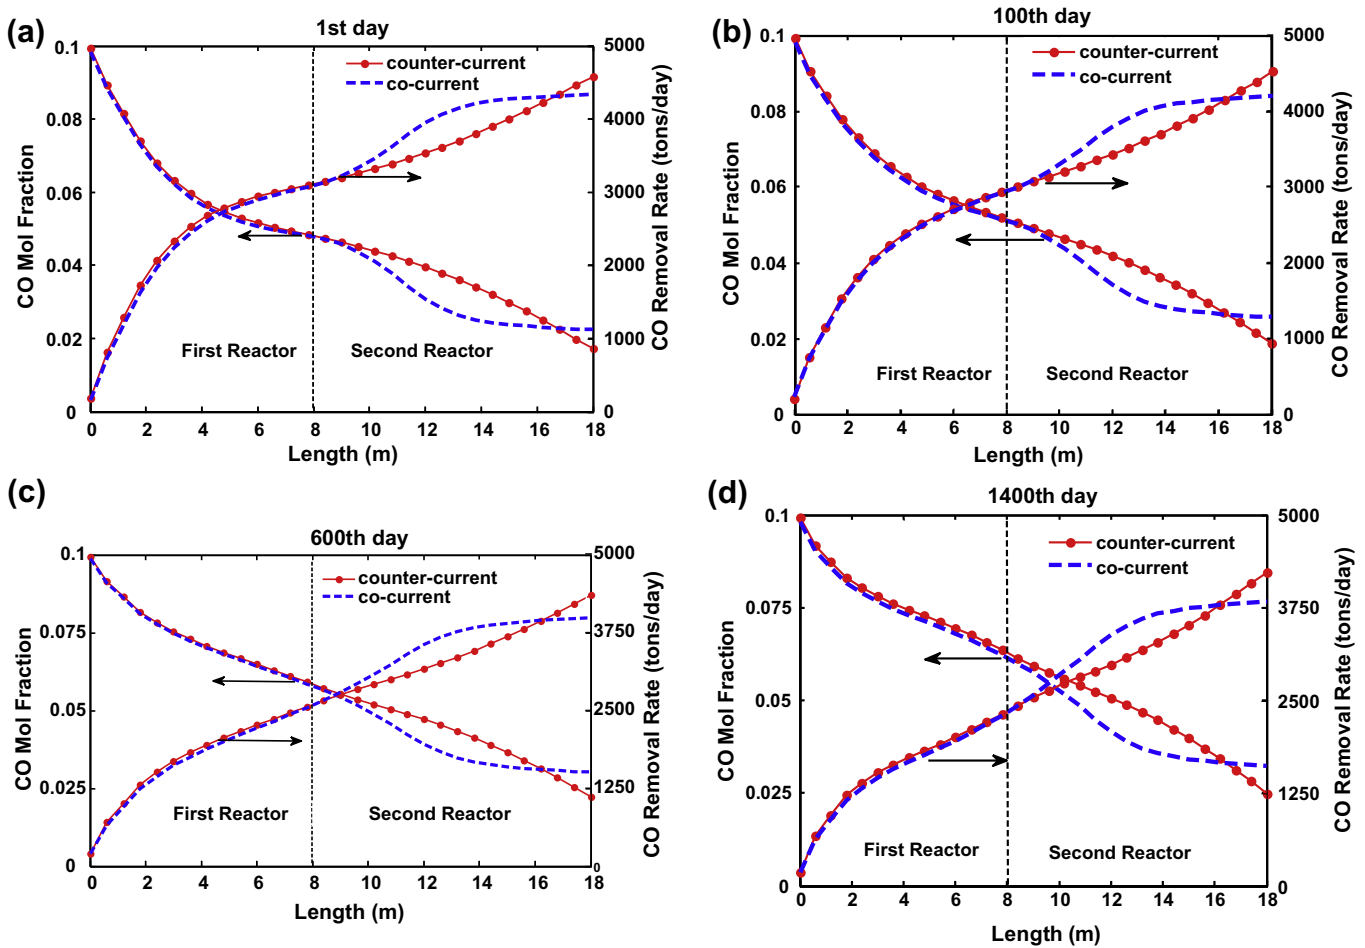 (a)
1st day
0.1
0.08
0.06
0.04
0.02
0
CO Mol Fraction
5000
4000
3000
2000
1000
0
CO Removal Rate (tons/day)
counter-current
co-current
First Reactor
Second Reactor
0 2 4 6 8 10 12 14 16 18
Length (m)
(b)
100th day
0.1
0.08
0.06
0.04
0.02
0
CO Mol Fraction
5000
4000
3000
2000
1000
0
CO Removal Rate (tons/day)
counter-current
co-current
First Reactor
Second Reactor
0 2 4 6 8 10 12 14 16 18
Length (m)
(c)
600th day
0.1
0.075
0.05
0.025
0
CO Mol Fraction
5000
3750
2500
1250
0
CO Removal Rate (tons/day)
counter-current
co-current
First Reactor
Second Reactor
0 2 4 6 8 10 12 14 16 18
Length (m)
(d)
1400th day
0.1
0.075
0.05
0.025
0
CO Mol Fraction
5000
3750
2500
1250
0
CO Removal Rate (tons/day)
counter-current
co-current
First Reactor
Second Reactor
0 2 4 6 8 10 12 14 16 18
Length (m)